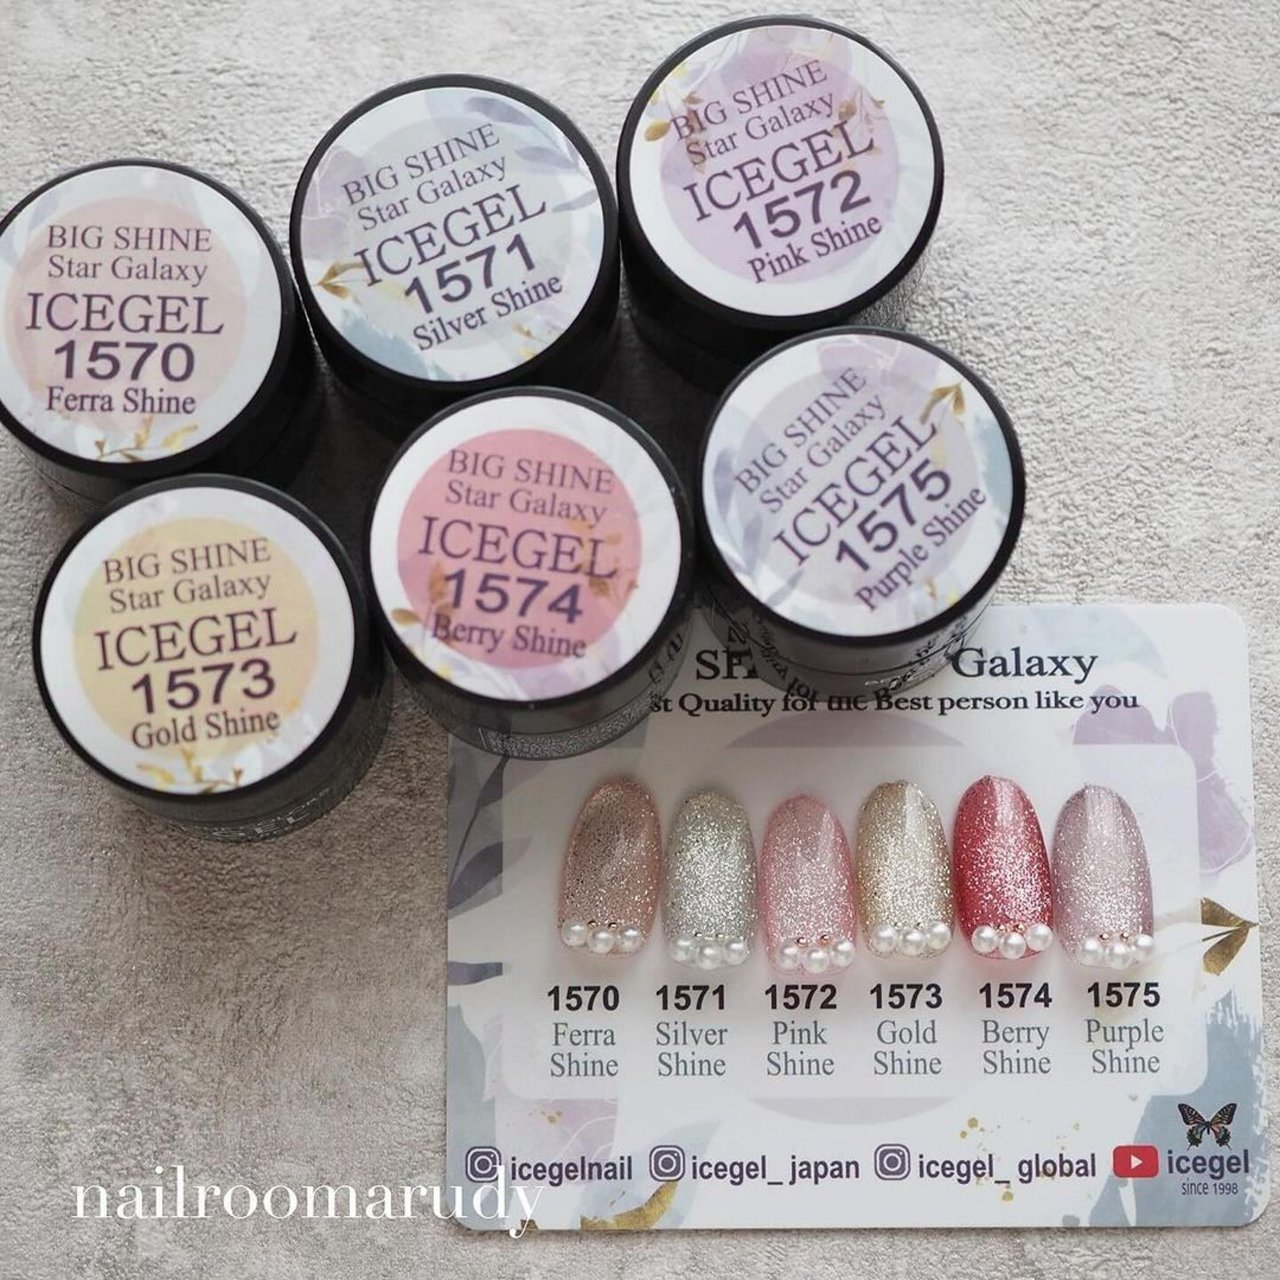 BIG SHINE
Star Galaxy
ICEGEL
1570
Ferra Shine
BIG SHINE
Star Galaxy
ICEGEL
1571
Silver Shine
BIG SHINE
Star Galaxy
ICEGEL
1572
Pink Shine
BIG SHINE
Star Galaxy
ICEGEL
1573
Gold Shine
BIG SHINE
Star Galaxy
ICEGEL
1574
Berry Shine
BIG SHINE
Star Galaxy
ICEGEL
1575
Purple Shine
Galaxy
Quality for the Best person like you
1570 1571 1572 1573 1574 1575
Ferra Silver Pink Gold Berry Purple
Shine Shine Shine Shine Shine Shine
icegelnail icegel_japan icegel_global icegel
since 1998
nailroomarudy